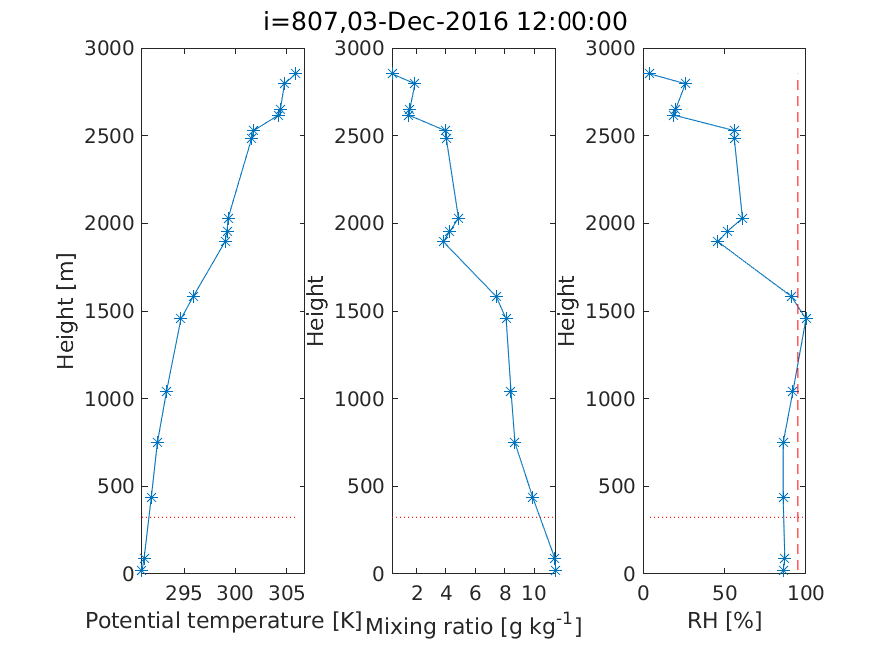 i=807,03-Dec-2016 12:00:00
3000
2500
2000
1500
1000
500
0
Height [m]
295 300 305
Potential temperature [K]
3000
2500
2000
1500
1000
500
0
Height
2 4 6 8 10
Mixing ratio [g kg⁻¹]
3000
2500
2000
1500
1000
500
0
Height
0 50 100
RH [%]